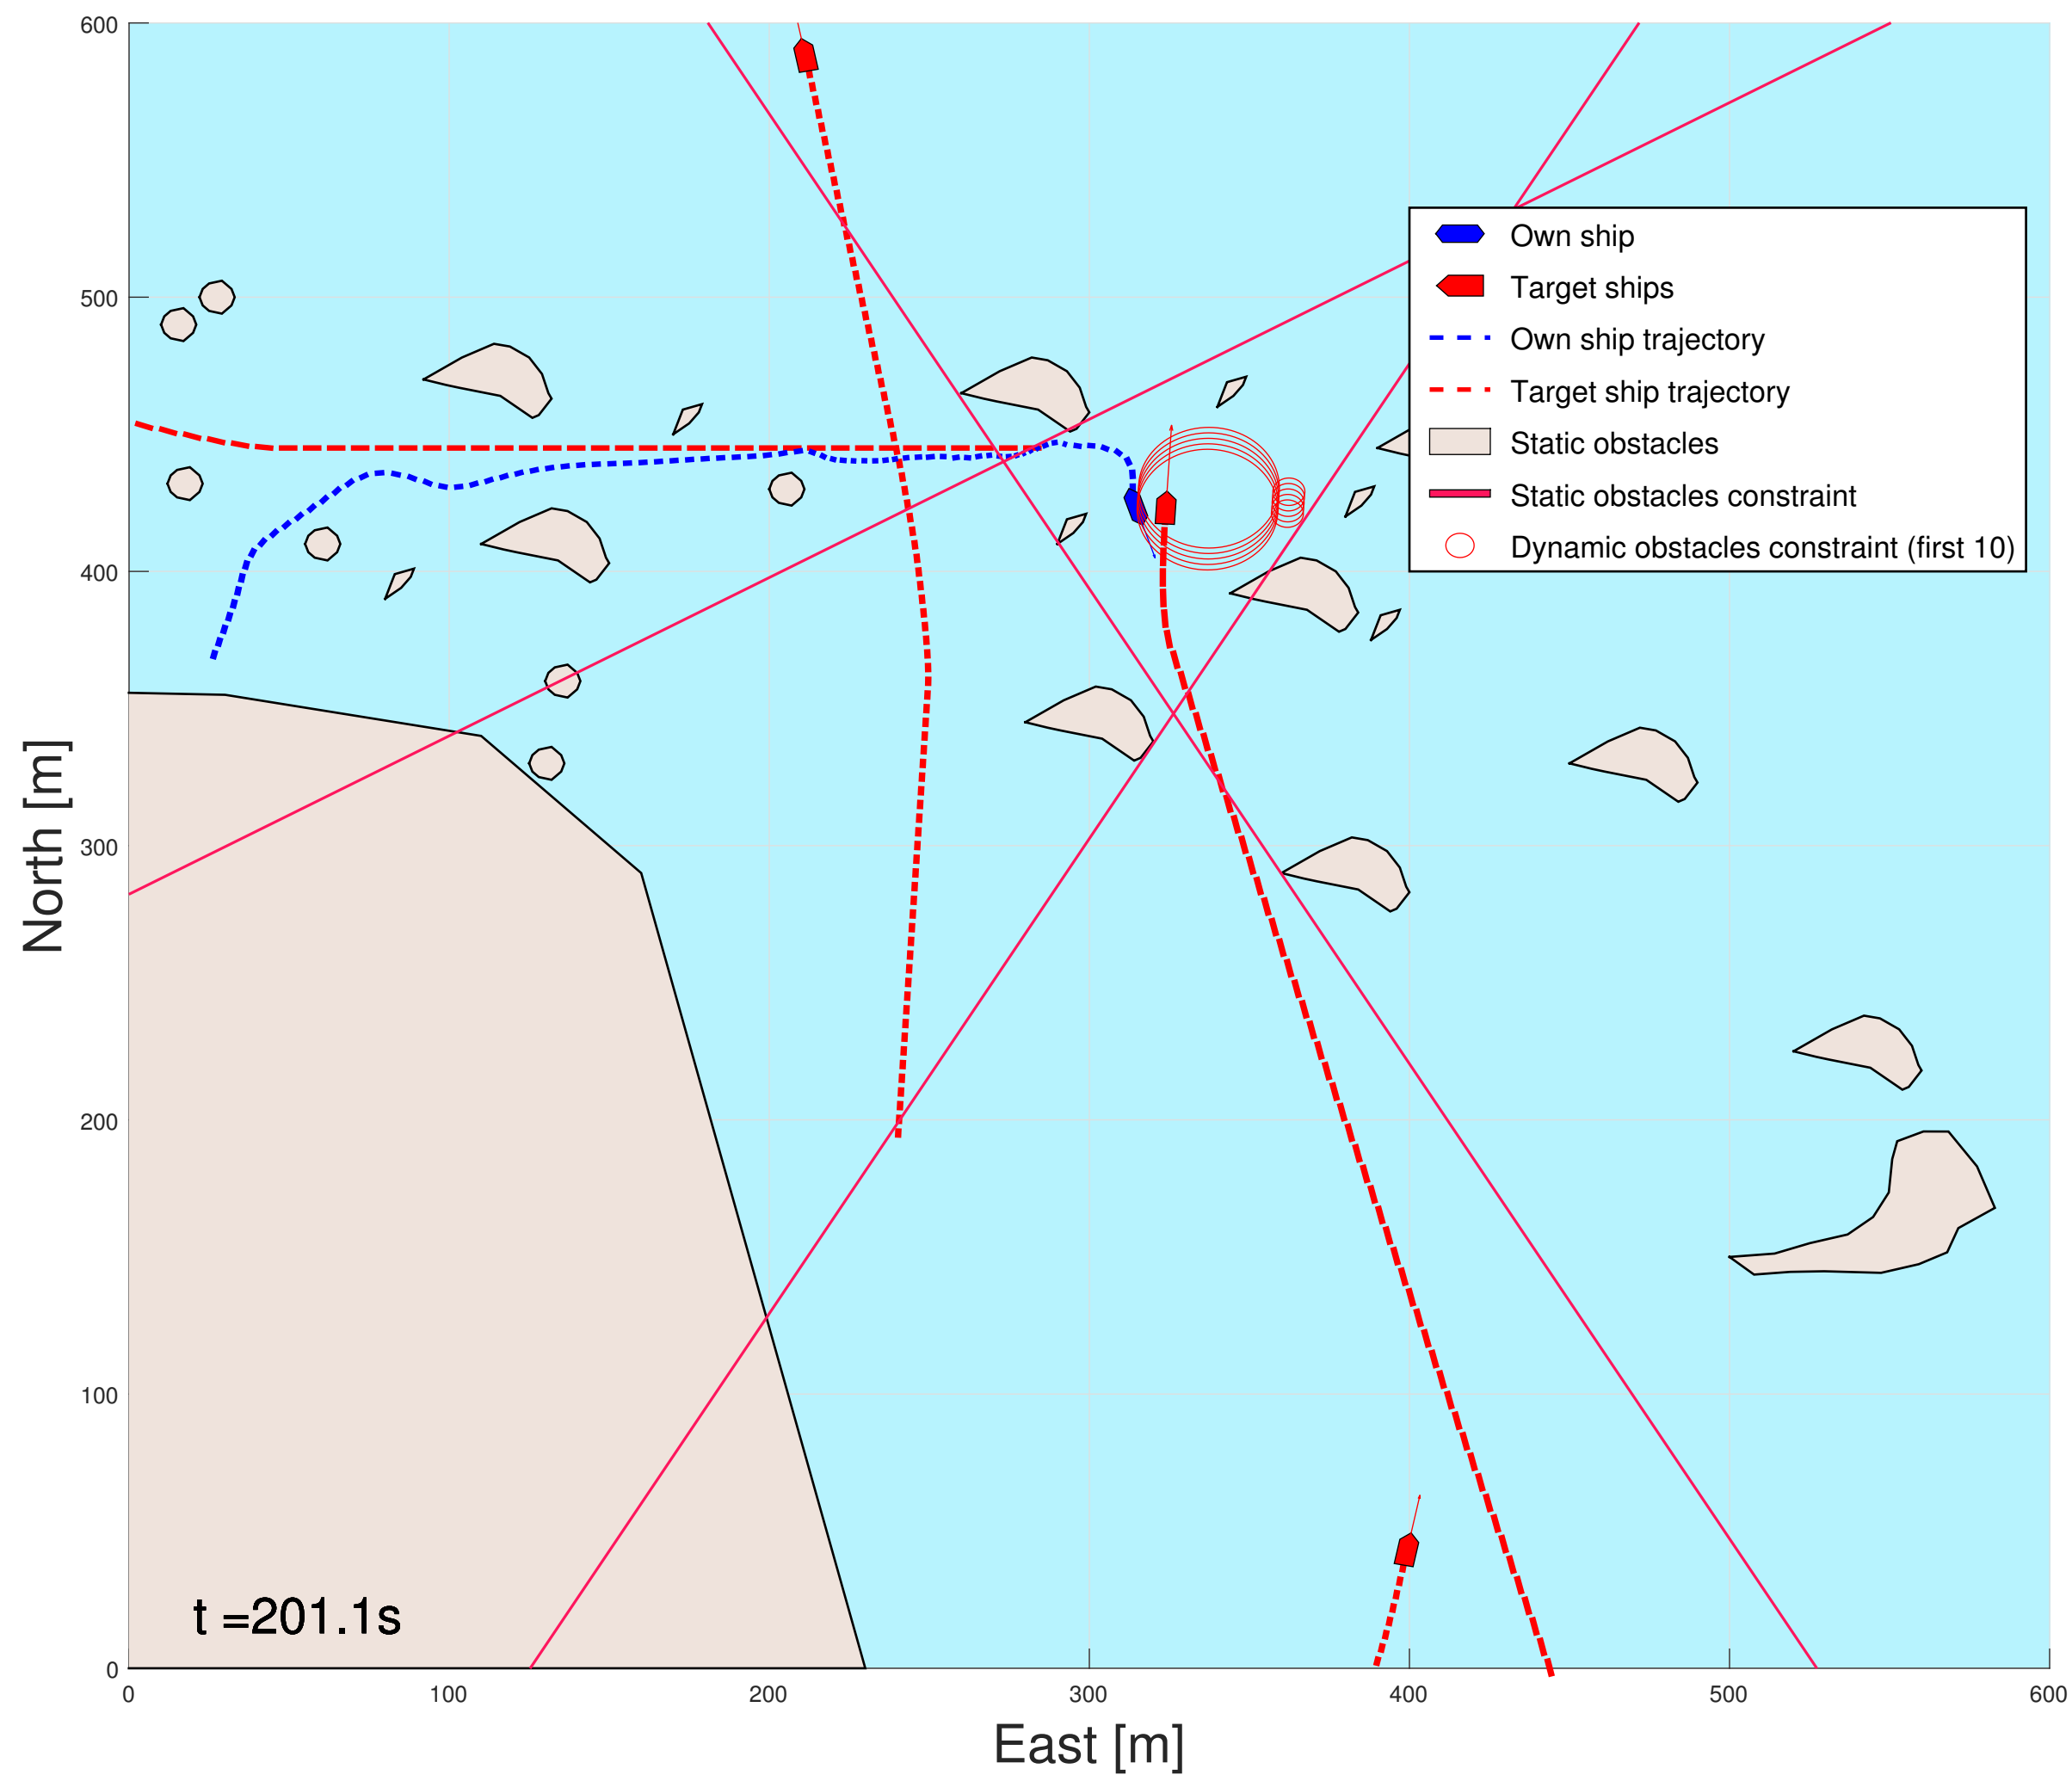 600
500
400
300
200
100
0
0
100
200
300
400
500
600
North [m]
East [m]
t =201.1s
Own ship
Target ships
Own ship trajectory
Target ship trajectory
Static obstacles
Static obstacles constraint
Dynamic obstacles constraint (first 10)